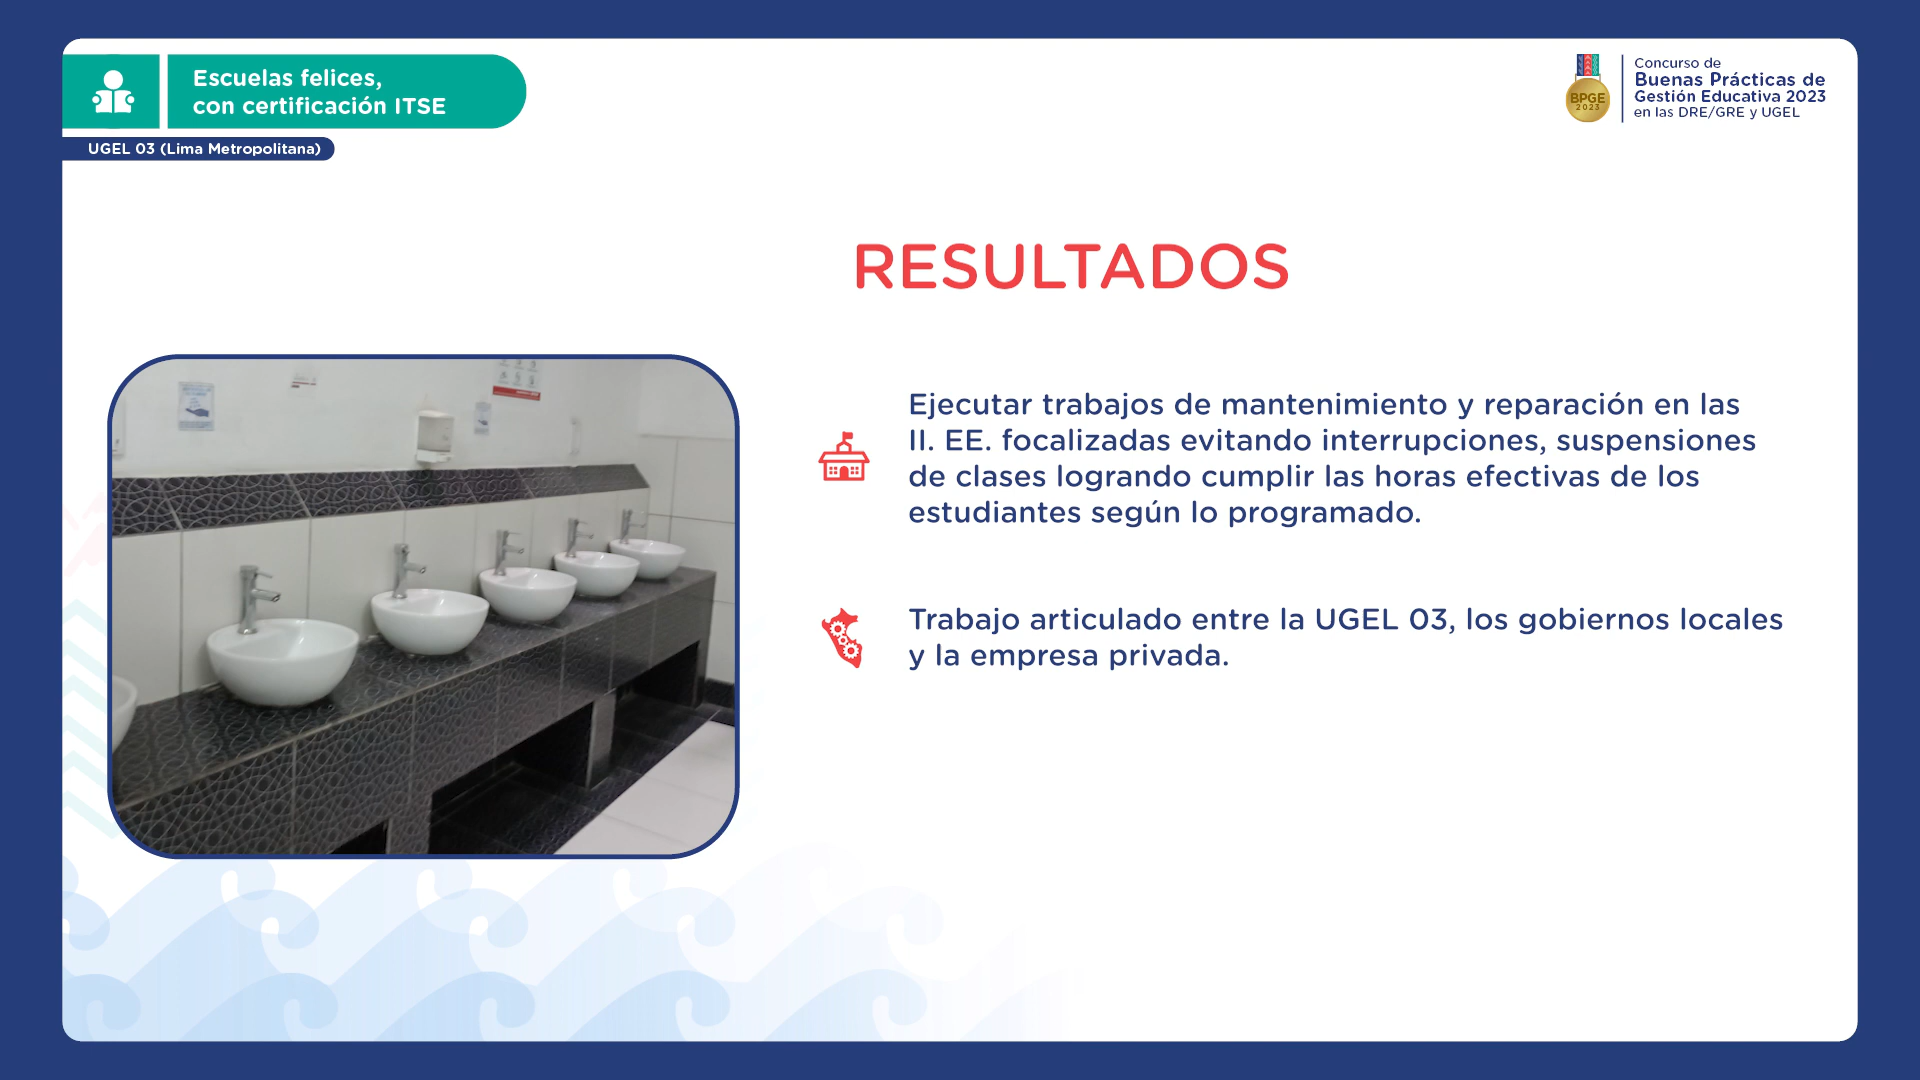 Escuelas felices,
con certificación ITSE
UGEL 03 (Lima Metropolitana)
BPGE
2023
Concurso de
Buenas Prácticas de
Gestión Educativa 2023
en las DRE/GRE y UGEL
RESULTADOS
Ejecutar trabajos de mantenimiento y reparación en las
II. EE. focalizadas evitando interrupciones, suspensiones
de clases logrando cumplir las horas efectivas de los
estudiantes según lo programado.
Trabajo articulado entre la UGEL 03, los gobiernos locales
y la empresa privada.